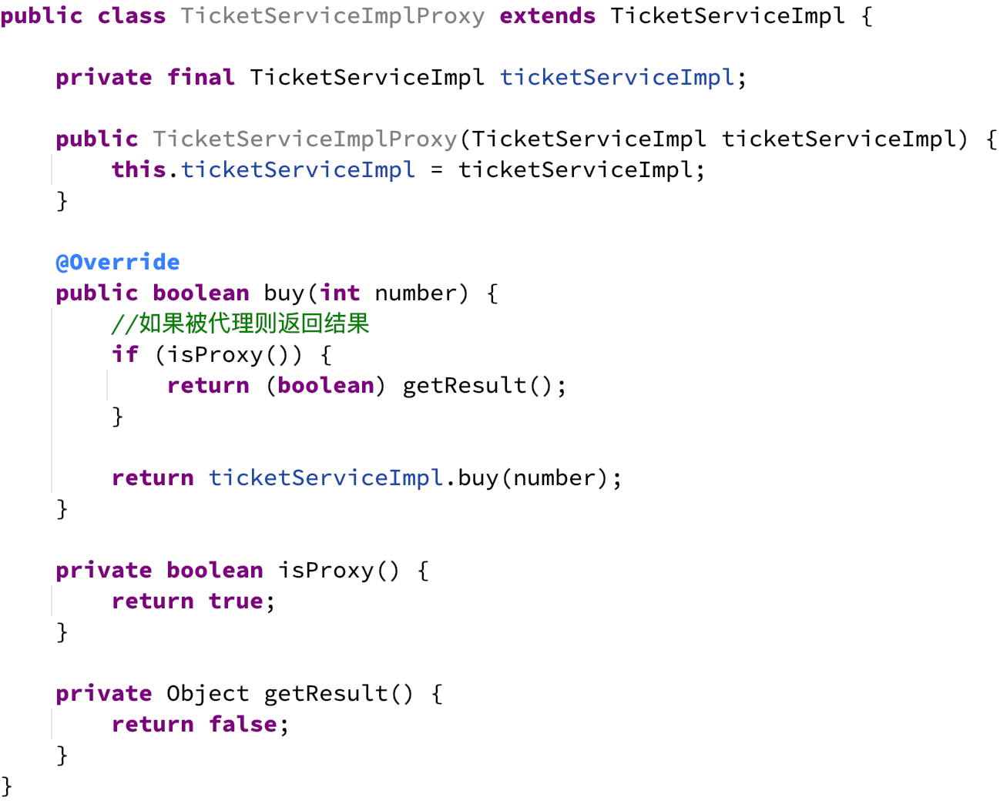 public class TicketServiceImplProxy extends TicketServiceImpl {
private final TicketServiceImpl ticketServiceImpl;
public TicketServiceImplProxy(TicketServiceImpl ticketServiceImpl) {
this.ticketServiceImpl = ticketServiceImpl;
}
@Override
public boolean buy(int number) {
//如果被代理则返回结果
if (isProxy()) {
return (boolean) getResult();
}
return ticketServiceImpl.buy(number);
}
private boolean isProxy() {
return true;
}
private Object getResult() {
return false;
}
}